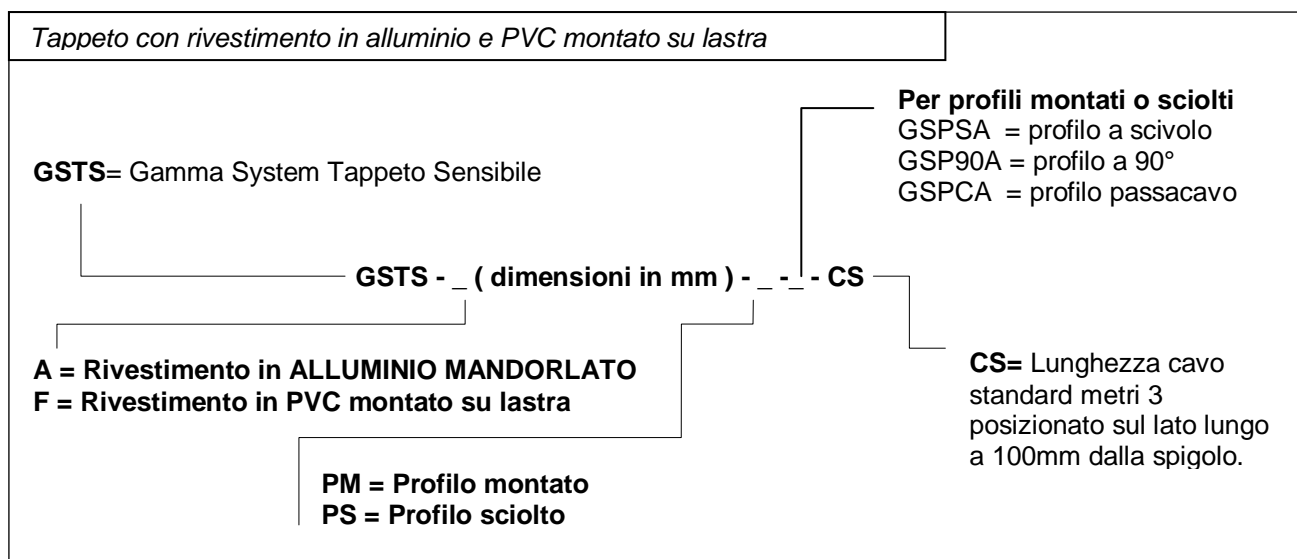 Tappeto con rivestimento in alluminio e PVC montato su lastra
Per profili montati o sciolti
GSPSA = profilo a scivolo
GSP90A = profilo a 90°
GSPCA = profilo passacavo
GSTS= Gamma System Tappeto Sensibile
GSTS - _ ( dimensioni in mm ) - _ -_ - CS
A = Rivestimento in ALLUMINIO MANDORLATO
F = Rivestimento in PVC montato su lastra
CS= Lunghezza cavo
standard metri 3
posizionato sul lato lungo
a 100mm dalla spigolo.
PM = Profilo montato
PS = Profilo sciolto